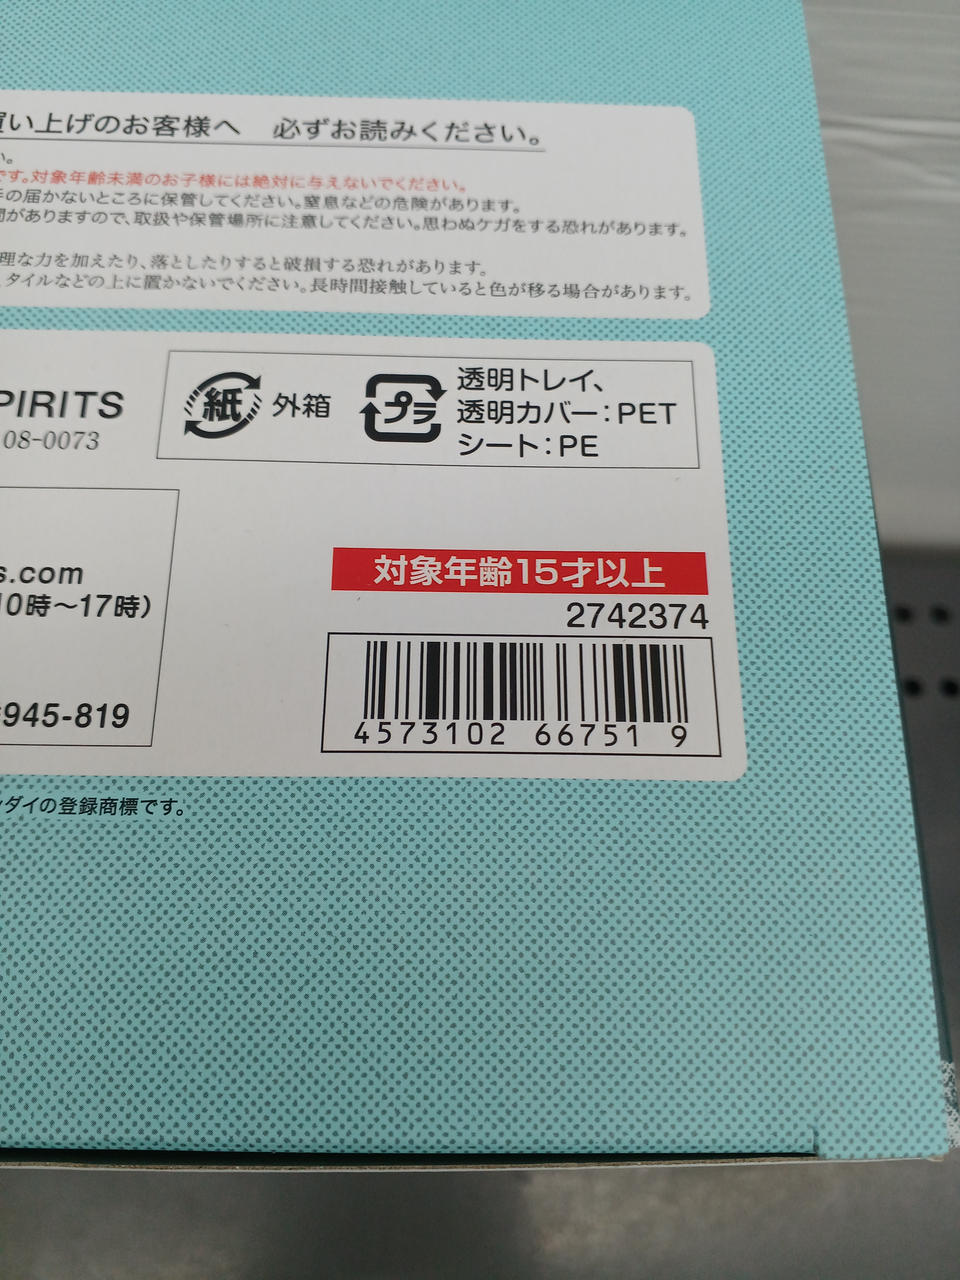 買い上げのお客様へ 必ずお読みください。
い。
です。対象年齢未満のお子様には絶対に与えないでください。
手の届かないところに保管してください。窒息などの危険があります。
がありますので、取扱や保管場所に注意してください。思わぬケガをする恐れがあります。
理な力を加えたり、落としたりすると破損する恐れがあります。
タイルなどの上に置かないでください。長時間接触していると色が移る場合があります。
PIRITS
08-0073
紙 外箱
プラ
透明トレイ、
透明カバー：PET
シート：PE
s.com
10時～17時）
945-819
対象年齢15才以上
2742374
4573102 66751 9
ダイの登録商標です。